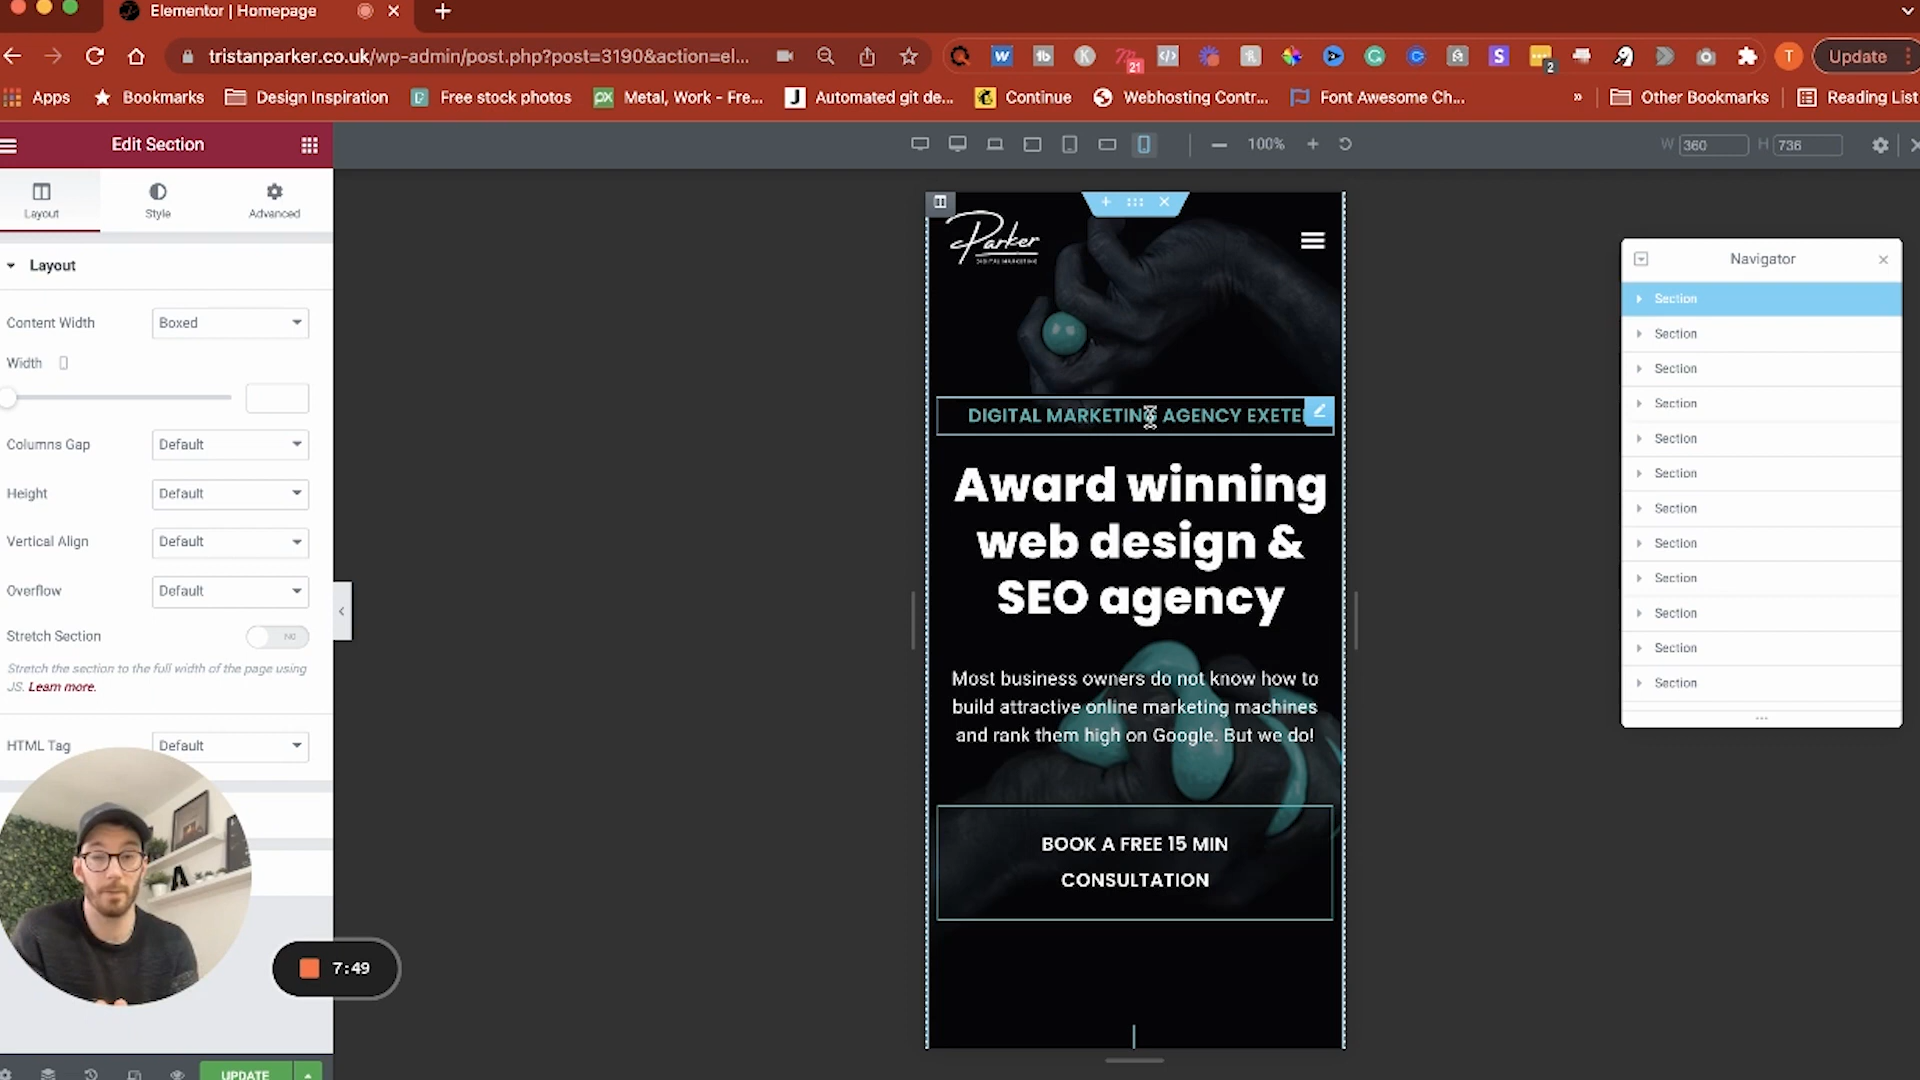 Elementor | Homepage
tristanparker.co.uk/wp-admin/post.php?post=3190&action=el...
21
2
T
Update
Apps
Bookmarks
Design Inspiration
Free stock photos
Metal, Work - Fre...
Automated git de...
Continue
Webhosting Contr...
Font Awesome Ch...
»
Other Bookmarks
Reading List
Edit Section
100%
W 360
H 736
Layout
Style
Advanced
Layout
Content Width
Boxed
Width
Columns Gap
Default
Height
Default
Vertical Align
Default
Overflow
Default
Stretch Section
NO
Stretch the section to the full width of the page using
JS. Learn more.
HTML Tag
Default
7:49
UPDATE
Parker
DIGITAL MARKETING
DIGITAL MARKETING AGENCY EXETE
Award winning
web design &
SEO agency
Most business owners do not know how to
build attractive online marketing machines
and rank them high on Google. But we do!
BOOK A FREE 15 MIN
CONSULTATION
Navigator
Section
Section
Section
Section
Section
Section
Section
Section
Section
Section
Section
Section